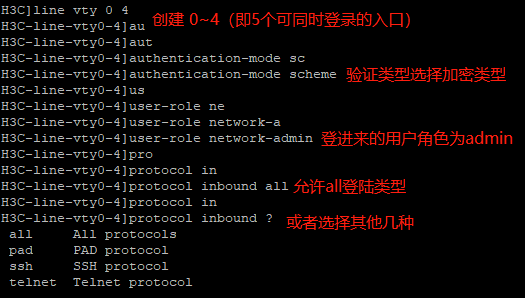 H3C]line vty 0 4
创建 0~4（即5个可同时登录的入口）
H3C-line-vty0-4]au
H3C-line-vty0-4]aut
H3C-line-vty0-4]authentication-mode sc
H3C-line-vty0-4]authentication-mode scheme 验证类型选择加密类型
H3C-line-vty0-4]us
H3C-line-vty0-4]user-role ne
H3C-line-vty0-4]user-role network-a
H3C-line-vty0-4]user-role network-admin 登进来的用户角色为admin
H3C-line-vty0-4]pro
H3C-line-vty0-4]protocol in
H3C-line-vty0-4]protocol inbound all 允许all登陆类型
H3C-line-vty0-4]protocol in
H3C-line-vty0-4]protocol inbound ? 或者选择其他几种
all All protocols
pad PAD protocol
ssh SSH protocol
telnet Telnet protocol